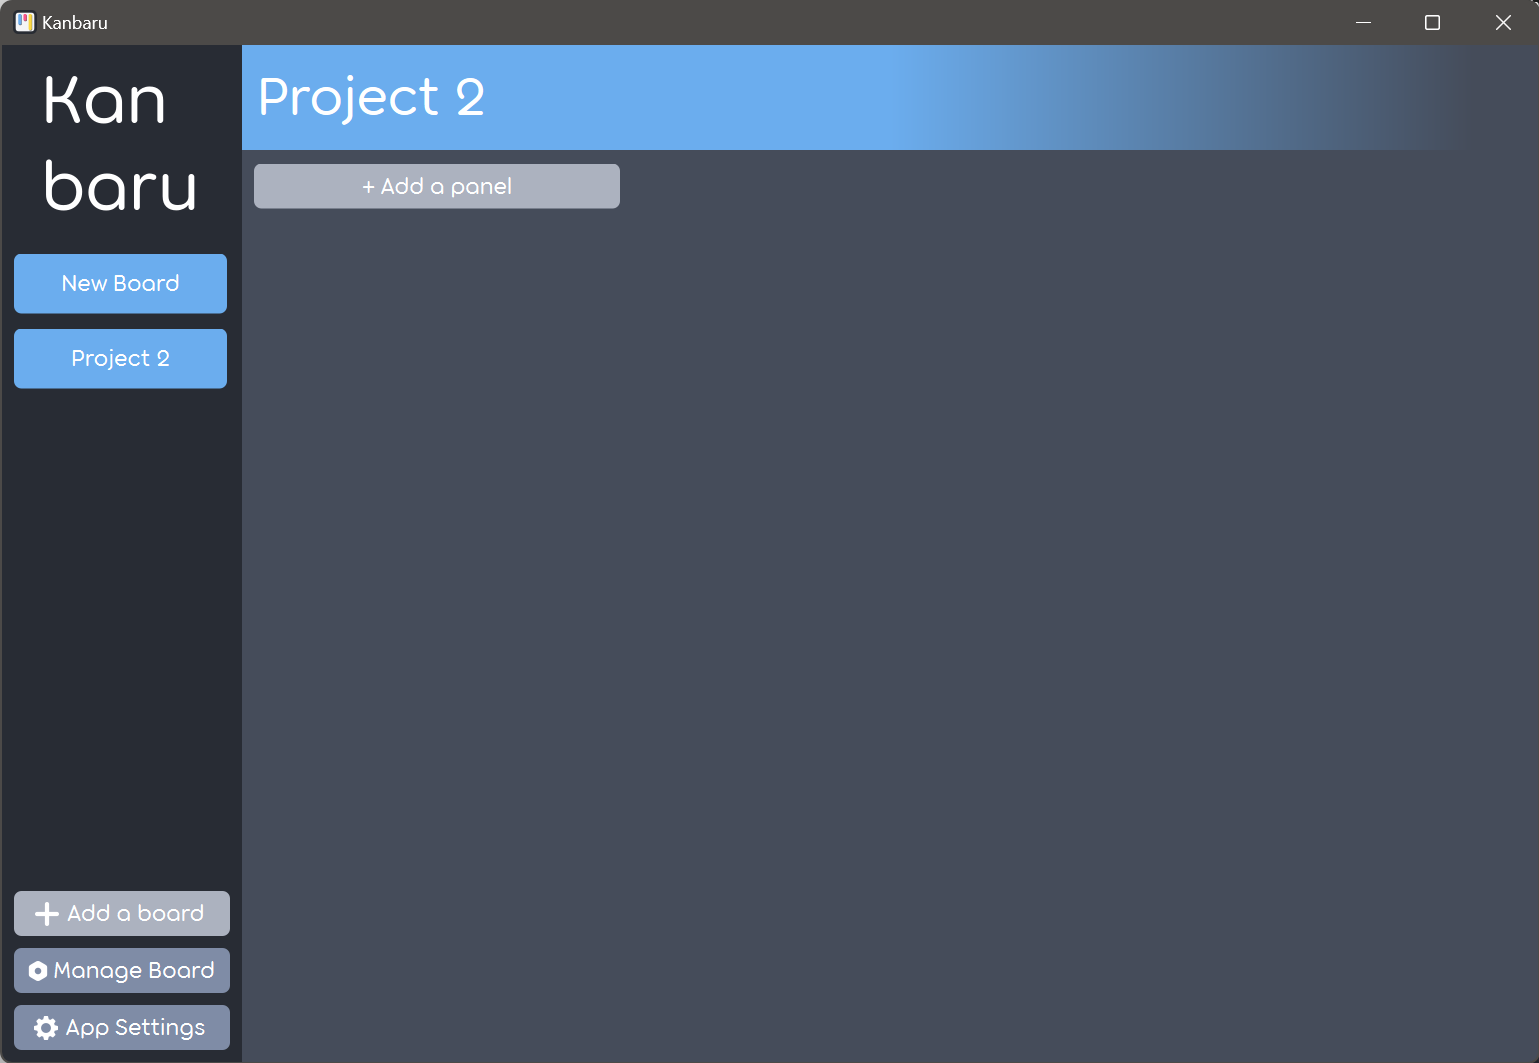 Kanbaru
Kan
baru
New Board
Project 2
Add a board
Manage Board
App Settings
Project 2
+ Add a panel